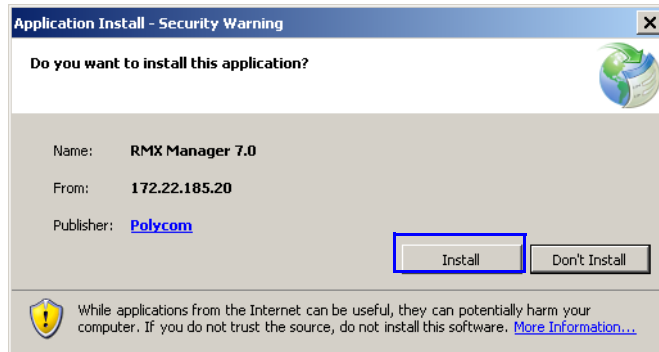 Application Install - Security Warning
Do you want to install this application?
Name: RMX Manager 7.0
From: 172.22.185.20
Publisher: Polycom
Install Don't Install
While applications from the Internet can be useful, they can potentially harm your
computer. If you do not trust the source, do not install this software. More Information...